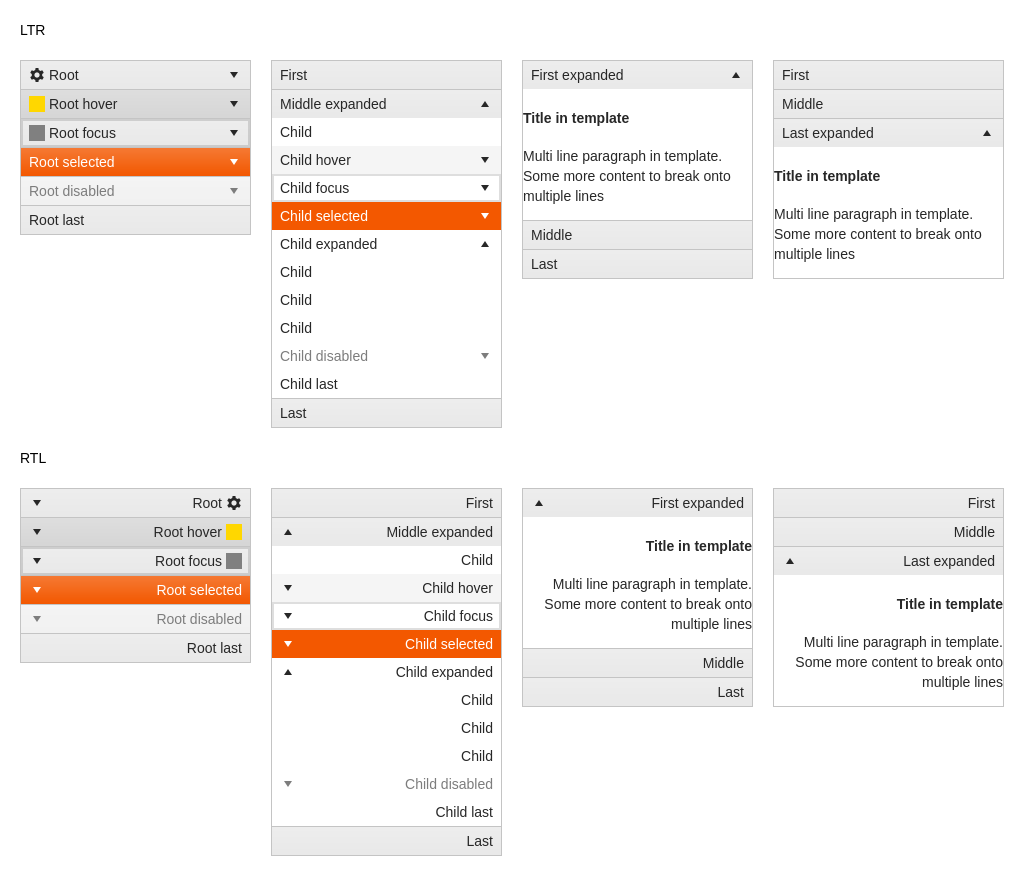 LTR
Root
Root hover
Root focus
Root selected
Root disabled
Root last
First
Middle expanded
Child
Child hover
Child focus
Child selected
Child expanded
Child
Child
Child
Child disabled
Child last
Last
First expanded
Title in template
Multi line paragraph in template.
Some more content to break onto
multiple lines
Middle
Last
First
Middle
Last expanded
Title in template
Multi line paragraph in template.
Some more content to break onto
multiple lines
RTL
Root
Root hover
Root focus
Root selected
Root disabled
Root last
First
Middle expanded
Child
Child hover
Child focus
Child selected
Child expanded
Child
Child
Child
Child disabled
Child last
Last
First expanded
Title in template
Multi line paragraph in template.
Some more content to break onto
multiple lines
Middle
Last
First
Middle
Last expanded
Title in template
Multi line paragraph in template.
Some more content to break onto
multiple lines